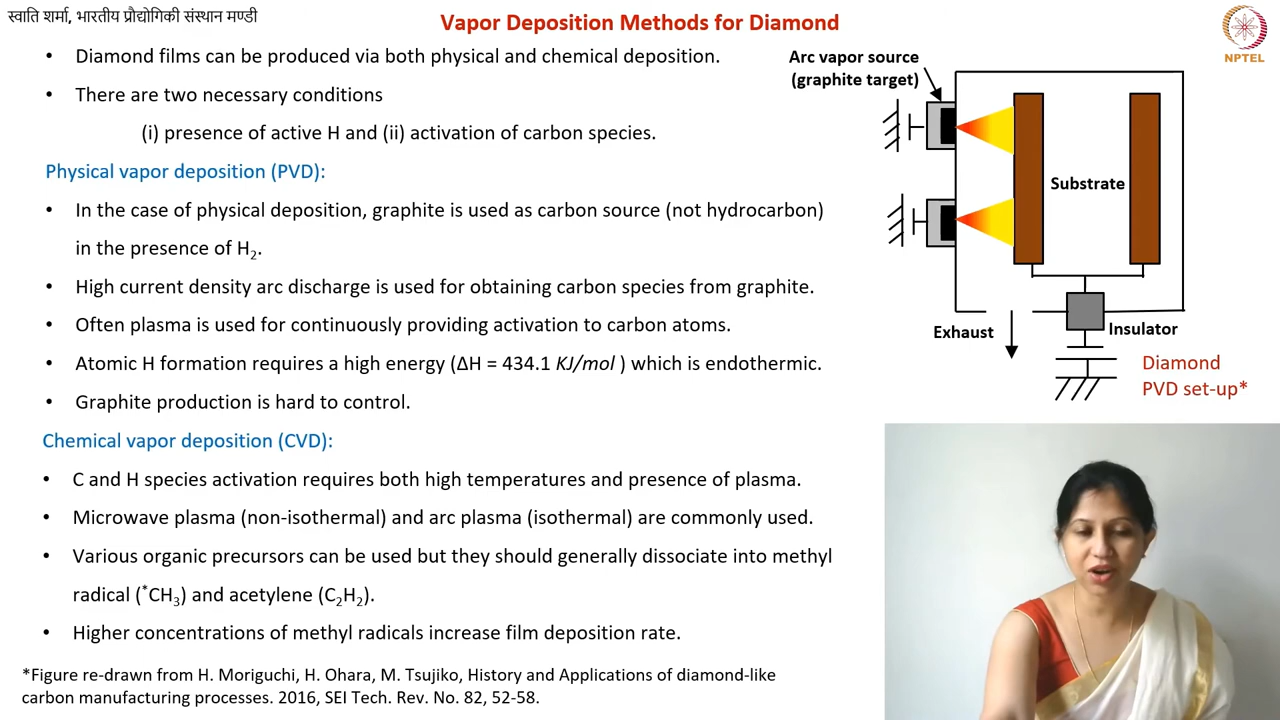 स्वाति शर्मा, भारतीय प्रौद्योगिकी संस्थान मण्डी
Vapor Deposition Methods for Diamond
NPTEL
• Diamond films can be produced via both physical and chemical deposition.
• There are two necessary conditions
(i) presence of active H and (ii) activation of carbon species.
Physical vapor deposition (PVD):
• In the case of physical deposition, graphite is used as carbon source (not hydrocarbon)
in the presence of H₂.
• High current density arc discharge is used for obtaining carbon species from graphite.
• Often plasma is used for continuously providing activation to carbon atoms.
• Atomic H formation requires a high energy (ΔH = 434.1 KJ/mol ) which is endothermic.
• Graphite production is hard to control.
Chemical vapor deposition (CVD):
• C and H species activation requires both high temperatures and presence of plasma.
• Microwave plasma (non-isothermal) and arc plasma (isothermal) are commonly used.
• Various organic precursors can be used but they should generally dissociate into methyl
radical (*CH₃) and acetylene (C₂H₂).
• Higher concentrations of methyl radicals increase film deposition rate.
*Figure re-drawn from H. Moriguchi, H. Ohara, M. Tsujiko, History and Applications of diamond-like
carbon manufacturing processes. 2016, SEI Tech. Rev. No. 82, 52-58.
Arc vapor source
(graphite target)
Substrate
Exhaust
Insulator
Diamond
PVD set-up*